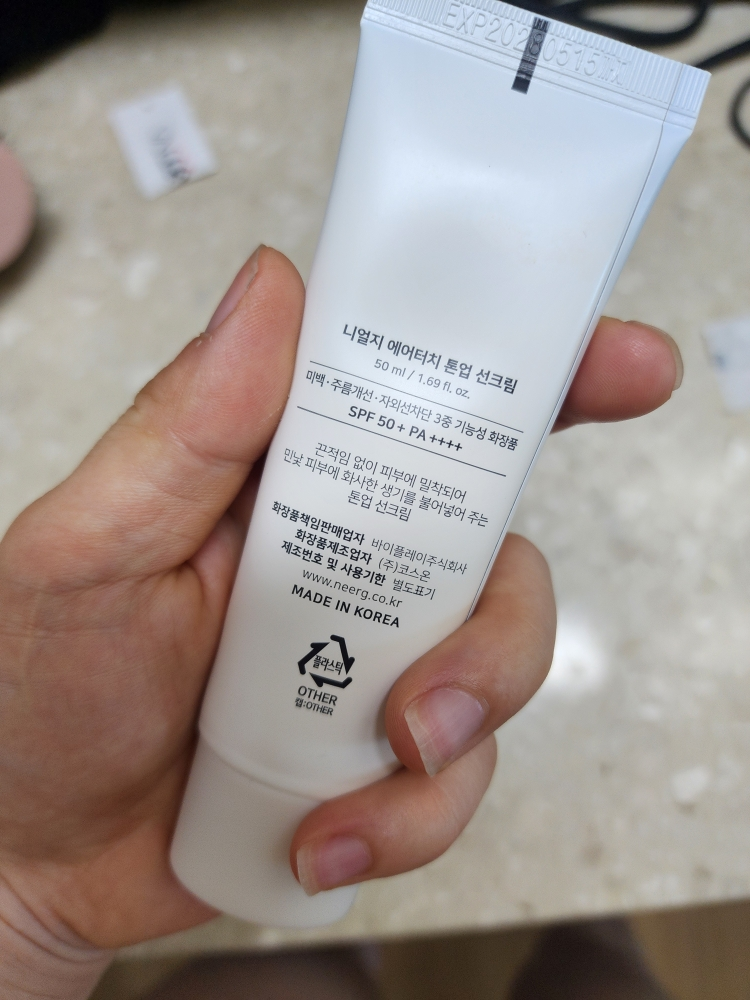 니얼지 에어터치 톤업 선크림
50 ml / 1.69 fl. oz.
미백·주름개선·자외선차단 3중 기능성 화장품
SPF 50+ PA ++++
끈적임 없이 피부에 밀착되어
민낯 피부에 화사한 생기를 불어넣어 주는
톤업 선크림
화장품책임판매업자 바이플레이주식회사
화장품제조업자 (주)코스온
제조번호 및 사용기한 별도표기
www.neerg.co.kr
MADE IN KOREA
플라스틱
OTHER
캡:OTHER